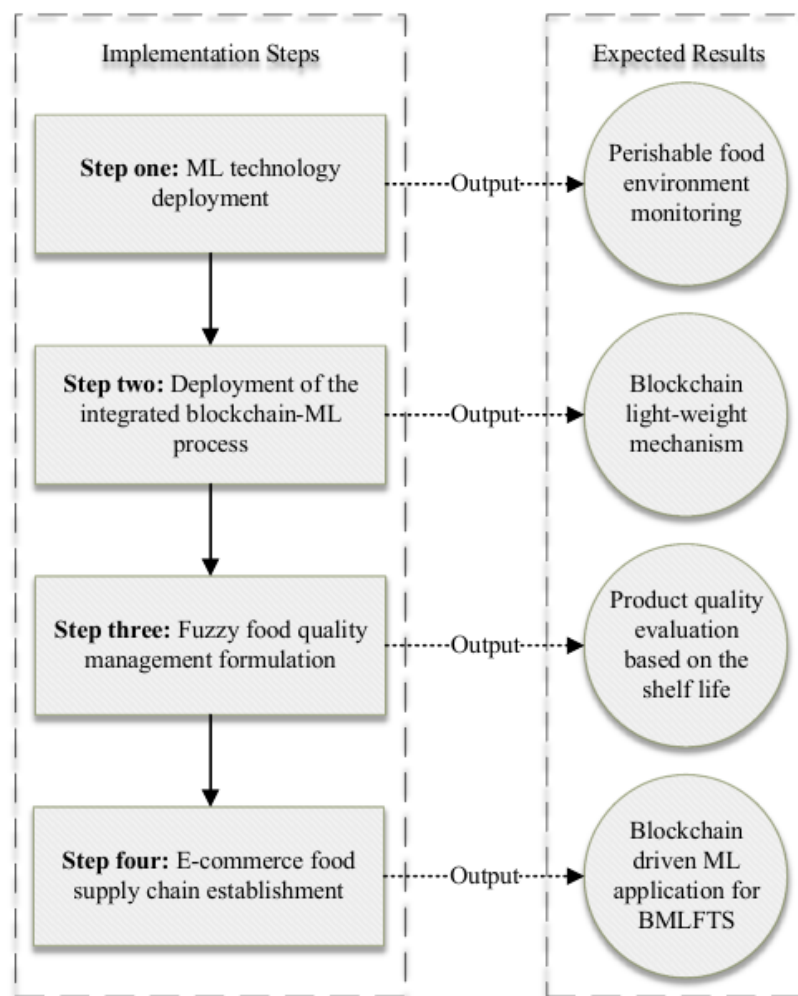 Implementation Steps
Expected Results
Step one: ML technology
deployment
Output
Perishable food
environment
monitoring
Step two: Deployment of the
integrated blockchain-ML
process
Output
Blockchain
light-weight
mechanism
Step three: Fuzzy food quality
management formulation
Output
Product quality
evaluation
based on the
shelf life
Step four: E-commerce food
supply chain establishment
Output
Blockchain
driven ML
application for
BMLFTS